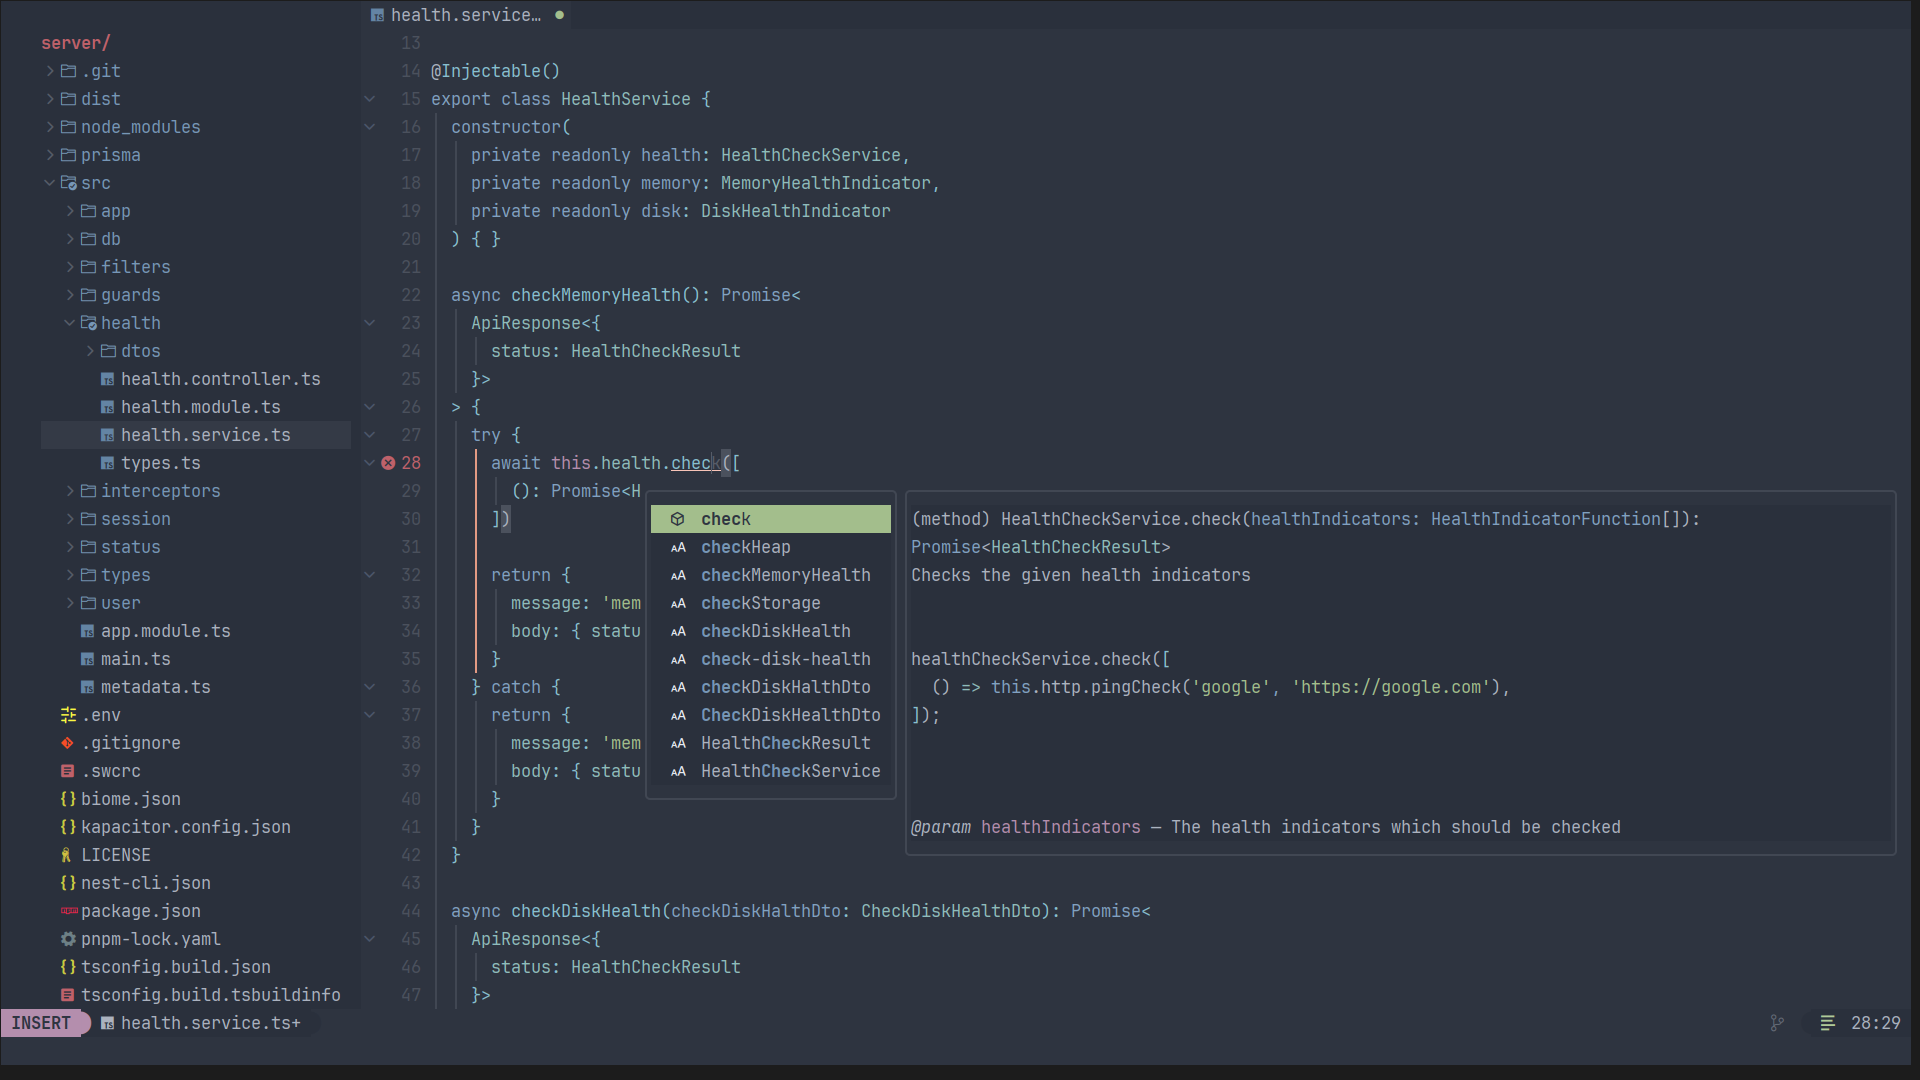 health.service…
server/
.git
dist
node_modules
prisma
src
app
db
filters
guards
health
dtos
health.controller.ts
health.module.ts
health.service.ts
types.ts
interceptors
session
status
types
user
app.module.ts
main.ts
metadata.ts
.env
.gitignore
.swcrc
biome.json
kapacitor.config.json
LICENSE
nest-cli.json
package.json
pnpm-lock.yaml
tsconfig.build.json
tsconfig.build.tsbuildinfo
13
14 @Injectable()
15 export class HealthService {
16 constructor(
17 private readonly health: HealthCheckService,
18 private readonly memory: MemoryHealthIndicator,
19 private readonly disk: DiskHealthIndicator
20 ) { }
21
22 async checkMemoryHealth(): Promise<
23 ApiResponse<{
24 status: HealthCheckResult
25 }>
26 > {
27 try {
28 await this.health.check([
29 (): Promise<H
30 ])
31
32 return {
33 message: 'mem
34 body: { statu
35 }
36 } catch {
37 return {
38 message: 'mem
39 body: { statu
40 }
41 }
42 }
43
44 async checkDiskHealth(checkDiskHalthDto: CheckDiskHealthDto): Promise<
45 ApiResponse<{
46 status: HealthCheckResult
47 }>
check
AA checkHeap
AA checkMemoryHealth
AA checkStorage
AA checkDiskHealth
AA check-disk-health
AA checkDiskHalthDto
AA CheckDiskHealthDto
AA HealthCheckResult
AA HealthCheckService
(method) HealthCheckService.check(healthIndicators: HealthIndicatorFunction[]):
Promise<HealthCheckResult>
Checks the given health indicators
healthCheckService.check([
() => this.http.pingCheck('google', 'https://google.com'),
]);
@param healthIndicators — The health indicators which should be checked
INSERT health.service.ts+ 28:29